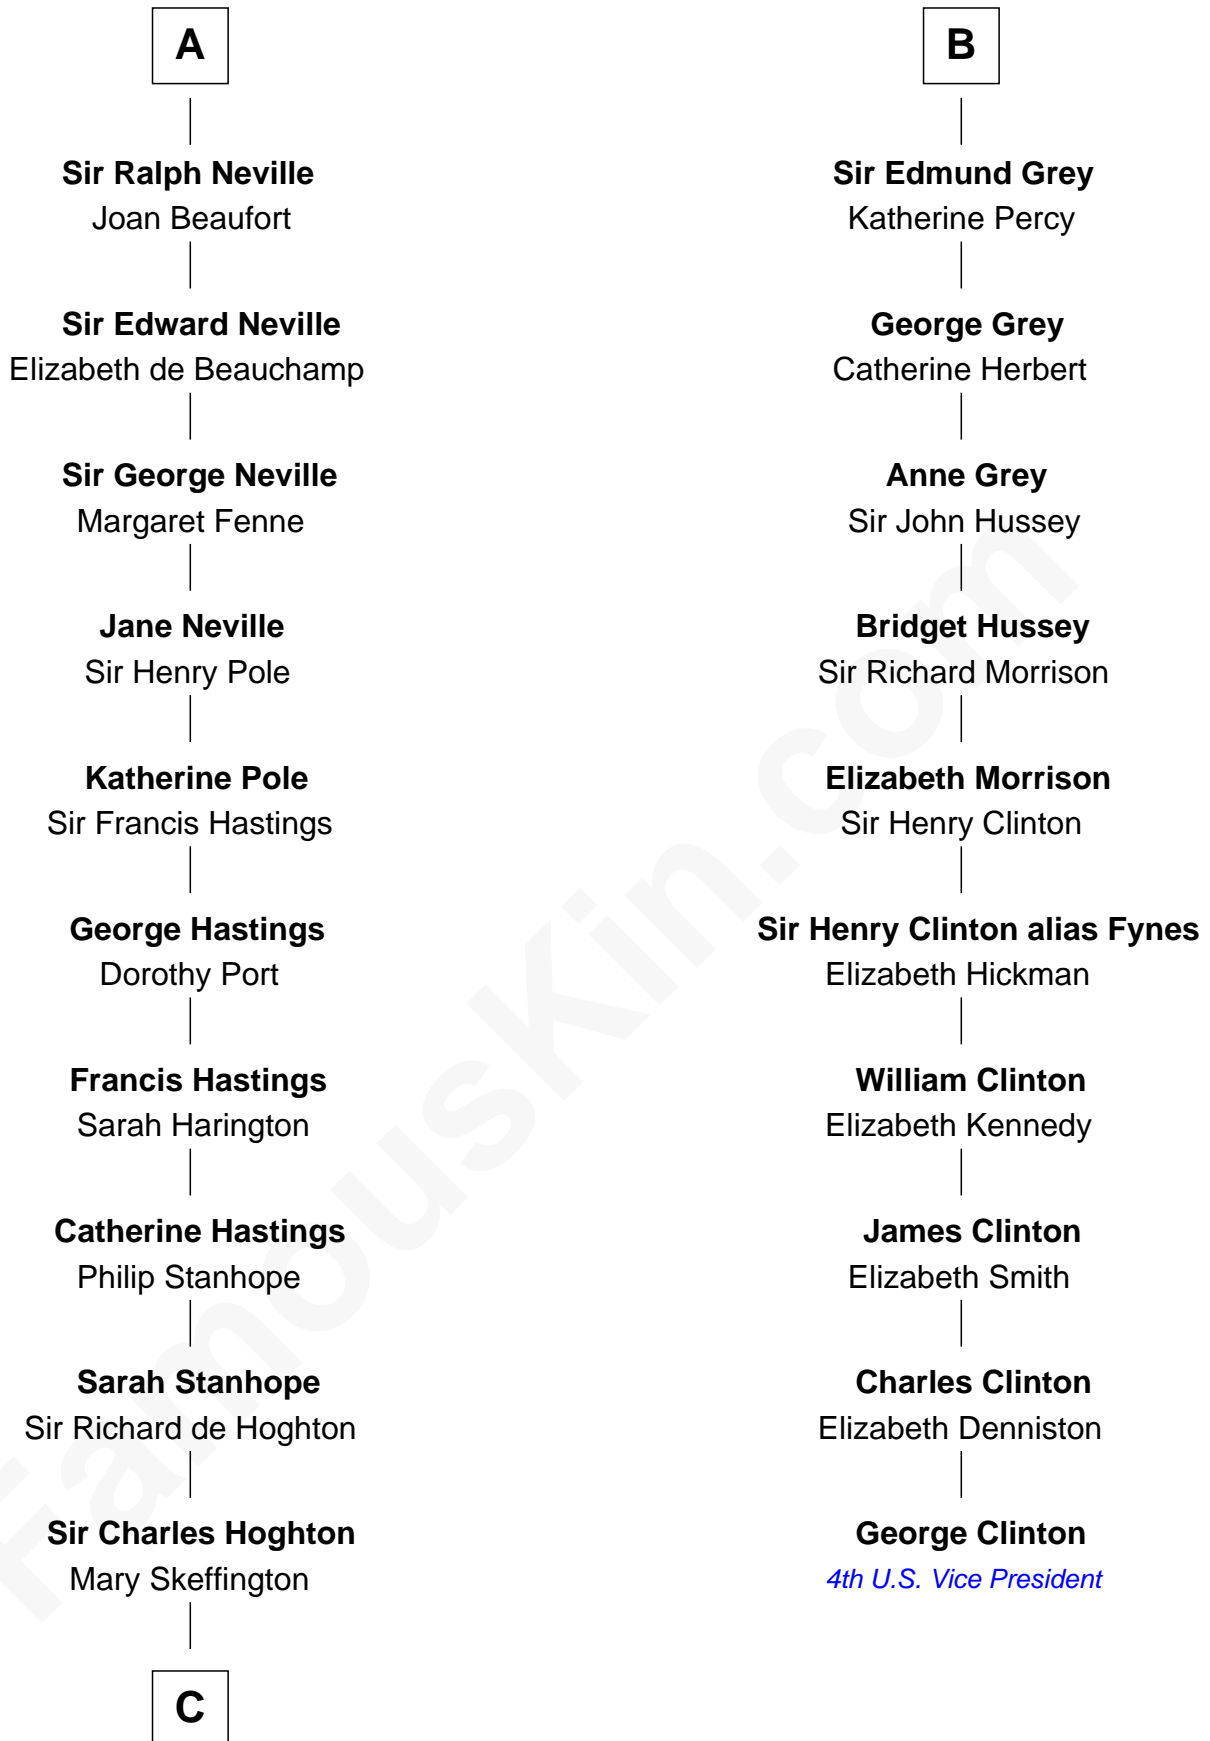 A
Sir Ralph Neville
Joan Beaufort
Sir Edward Neville
Elizabeth de Beauchamp
Sir George Neville
Margaret Fenne
Jane Neville
Sir Henry Pole
Katherine Pole
Sir Francis Hastings
George Hastings
Dorothy Port
Francis Hastings
Sarah Harington
Catherine Hastings
Philip Stanhope
Sarah Stanhope
Sir Richard de Hoghton
Sir Charles Hoghton
Mary Skeffington
C
B
Sir Edmund Grey
Katherine Percy
George Grey
Catherine Herbert
Anne Grey
Sir John Hussey
Bridget Hussey
Sir Richard Morrison
Elizabeth Morrison
Sir Henry Clinton
Sir Henry Clinton alias Fynes
Elizabeth Hickman
William Clinton
Elizabeth Kennedy
James Clinton
Elizabeth Smith
Charles Clinton
Elizabeth Denniston
George Clinton
4th U.S. Vice President
FamousKin.com